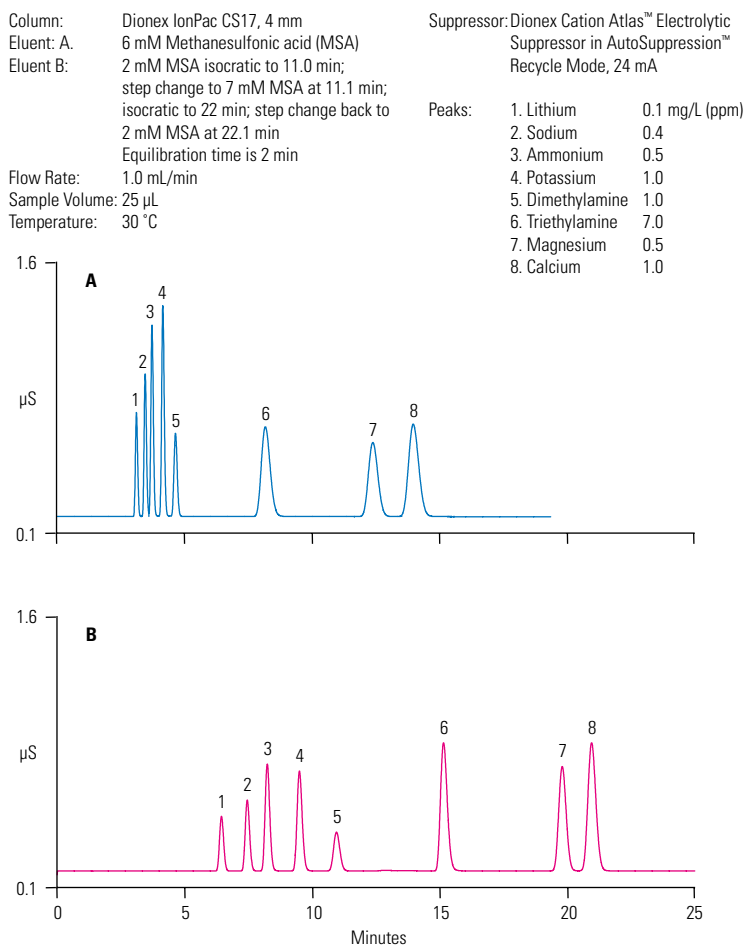 Column: Dionex IonPac CS17, 4 mm
Eluent: A. 6 mM Methanesulfonic acid (MSA)
Eluent B: 2 mM MSA isocratic to 11.0 min;
step change to 7 mM MSA at 11.1 min;
isocratic to 22 min; step change back to
2 mM MSA at 22.1 min
Equilibration time is 2 min
Flow Rate: 1.0 mL/min
Sample Volume: 25 µL
Temperature: 30 ˚C
Suppressor: Dionex Cation Atlas™ Electrolytic
Suppressor in AutoSuppression™
Recycle Mode, 24 mA
Peaks: 1. Lithium 0.1 mg/L (ppm)
2. Sodium 0.4
3. Ammonium 0.5
4. Potassium 1.0
5. Dimethylamine 1.0
6. Triethylamine 7.0
7. Magnesium 0.5
8. Calcium 1.0
1.6
A
4
3
2
1
5
6
7
8
µS
0.1
1.6
B
1
2
3
4
5
6
7
8
µS
0.1
0 5 10 15 20 25
Minutes